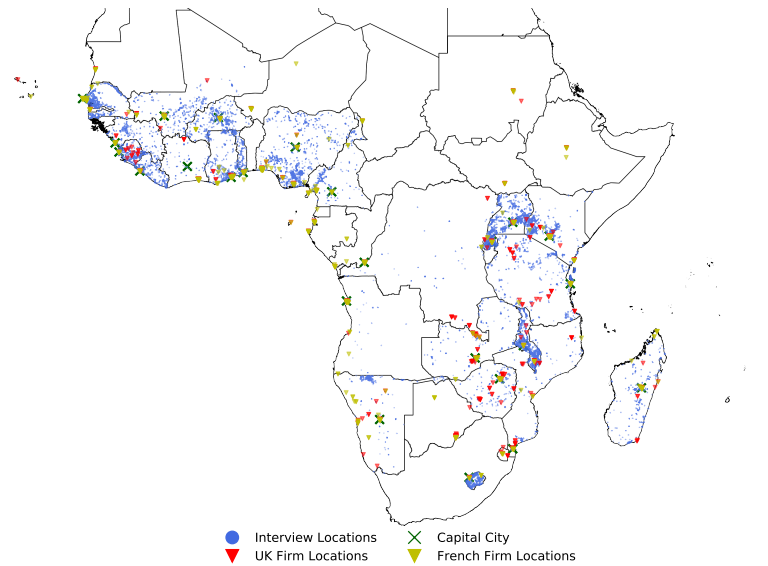 Interview Locations
Capital City
UK Firm Locations
French Firm Locations